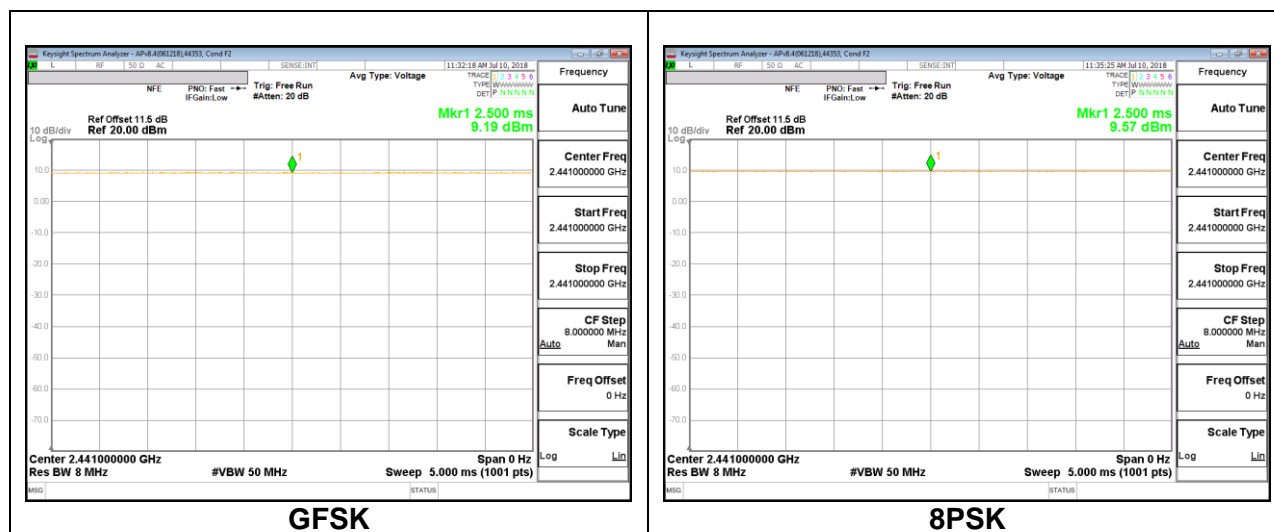 Keysight Spectrum Analyzer - APv8.4(061218),44353, Cond F2
L RF 50 Ω AC SENSE:INT 11:32:18 AM Jul 10, 2018
Avg Type: Voltage TRACE 1 2 3 4 5 6
NFE PNO: Fast Trig: Free Run TYPE WWWWWW
IFGain:Low #Atten: 20 dB DET P N N N N N
Mkr1 2.500 ms
Ref Offset 11.5 dB
9.19 dBm
10 dB/div Ref 20.00 dBm
Log
1
10.0
0.00
-10.0
-20.0
-30.0
-40.0
-50.0
-60.0
-70.0
Center 2.441000000 GHz Span 0 Hz
Res BW 8 MHz #VBW 50 MHz Sweep 5.000 ms (1001 pts)
MSG STATUS
Frequency
Auto Tune
Center Freq
2.441000000 GHz
Start Freq
2.441000000 GHz
Stop Freq
2.441000000 GHz
CF Step
8.000000 MHz
Auto Man
Freq Offset
0 Hz
Scale Type
Log Lin
GFSK
Keysight Spectrum Analyzer - APv8.4(061218),44353, Cond F2
L RF 50 Ω AC SENSE:INT 11:35:25 AM Jul 10, 2018
Avg Type: Voltage TRACE 1 2 3 4 5 6
NFE PNO: Fast Trig: Free Run TYPE WWWWWW
IFGain:Low #Atten: 20 dB DET P N N N N N
Mkr1 2.500 ms
Ref Offset 11.5 dB
9.57 dBm
10 dB/div Ref 20.00 dBm
Log
1
10.0
0.00
-10.0
-20.0
-30.0
-40.0
-50.0
-60.0
-70.0
Center 2.441000000 GHz Span 0 Hz
Res BW 8 MHz #VBW 50 MHz Sweep 5.000 ms (1001 pts)
MSG STATUS
Frequency
Auto Tune
Center Freq
2.441000000 GHz
Start Freq
2.441000000 GHz
Stop Freq
2.441000000 GHz
CF Step
8.000000 MHz
Auto Man
Freq Offset
0 Hz
Scale Type
Log Lin
8PSK